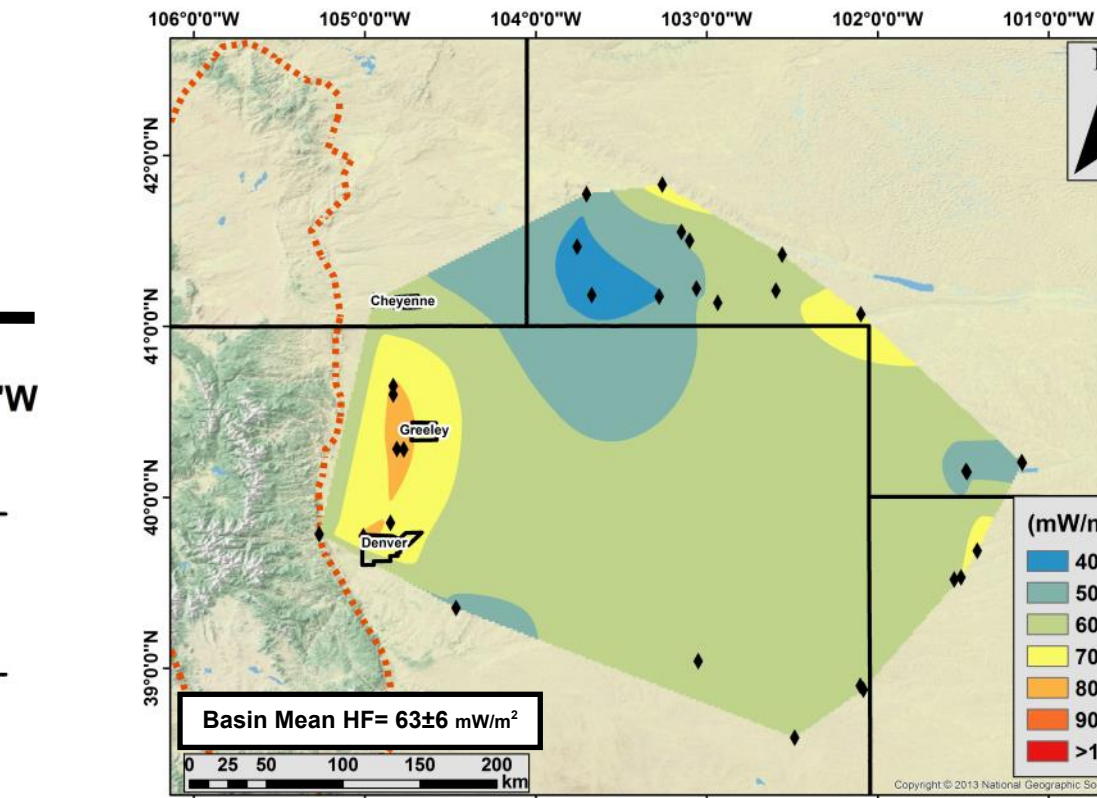 106°0'0"W 105°0'0"W 104°0'0"W 103°0'0"W 102°0'0"W 101°0'0"W
42°0'0"N
Cheyenne
41°0'0"N
"W
Greeley
40°0'0"N
Denver
39°0'0"N
(mW/m
40
50
60
70
80
90
>1
Basin Mean HF= 63±6 mW/m²
0 25 50 100 150 200
km
Copyright:© 2013 National Geographic So